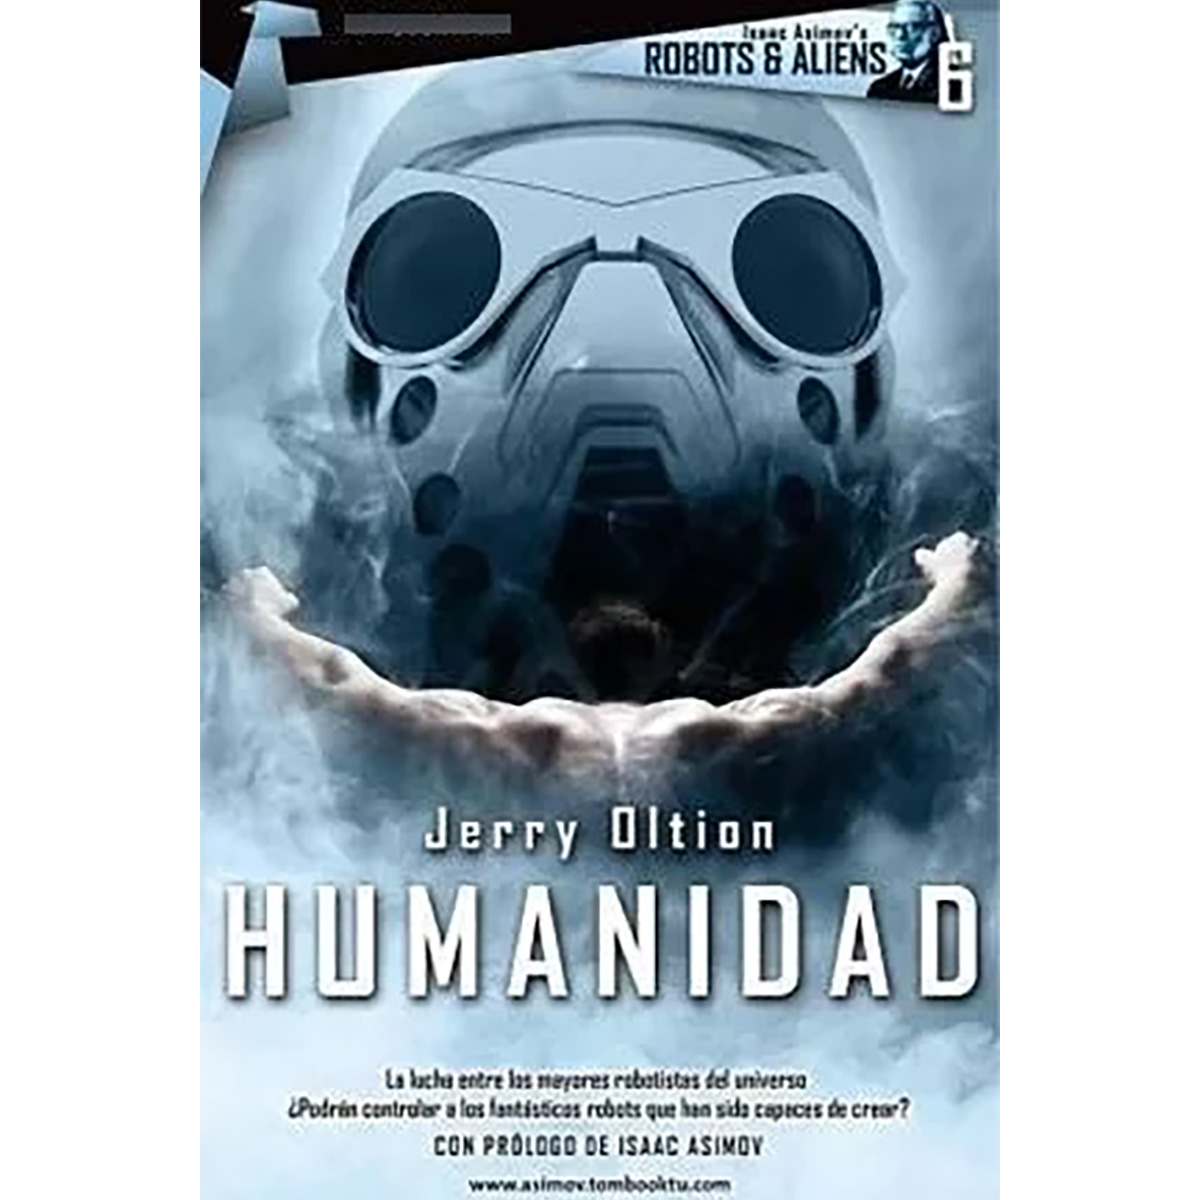 Isaac Asimov's
ROBOTS & ALIENS
6
Jerry Oltion
HUMANIDAD
La lucha entre los mayores robotistas del universo
¿Podrán controlar a los fantásticos robots que han sido capaces de crear?
CON PRÓLOGO DE ISAAC ASIMOV
www.asimov.tombooktu.com